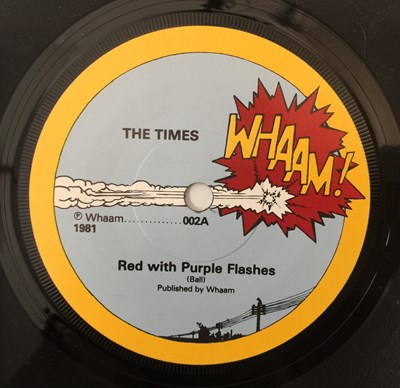 THE TIMES
WHAAM!
℗ Whaam..............002A
1981
Red with Purple Flashes
(Ball)
Published by Whaam